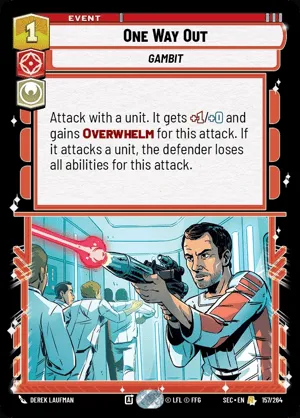 EVENT
1
ONE WAY OUT
GAMBIT
Attack with a unit. It gets +1/+0 and
gains OVERWHELM for this attack. If
it attacks a unit, the defender loses
all abilities for this attack.
DEREK LAUFMAN © LFL © FFG SEC • EN R 157/264